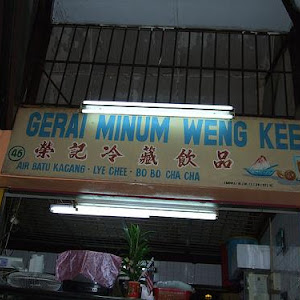 GERAI MINUM WENG KEE
46
榮記冷藏飲品
AIR BATU KACANG · LYE CHEE · BO BO CHA CHA